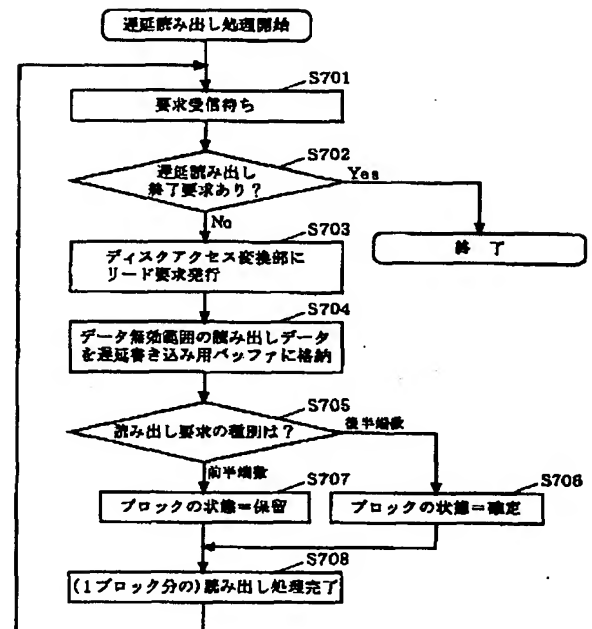 遅延読み出し処理開始
S701
要求受信待ち
S702
遅延読み出し
終了要求あり？
Yes
No
終 了
S703
ディスクアクセス変換部に
リード要求発行
S704
データ無効範囲の読み出しデータ
を遅延書き込み用バッファに格納
S705
読み出し要求の種別は？
後半端数
前半端数
S707
ブロックの状態＝保留
S706
ブロックの状態＝確定
S708
(1ブロック分の)読み出し処理完了